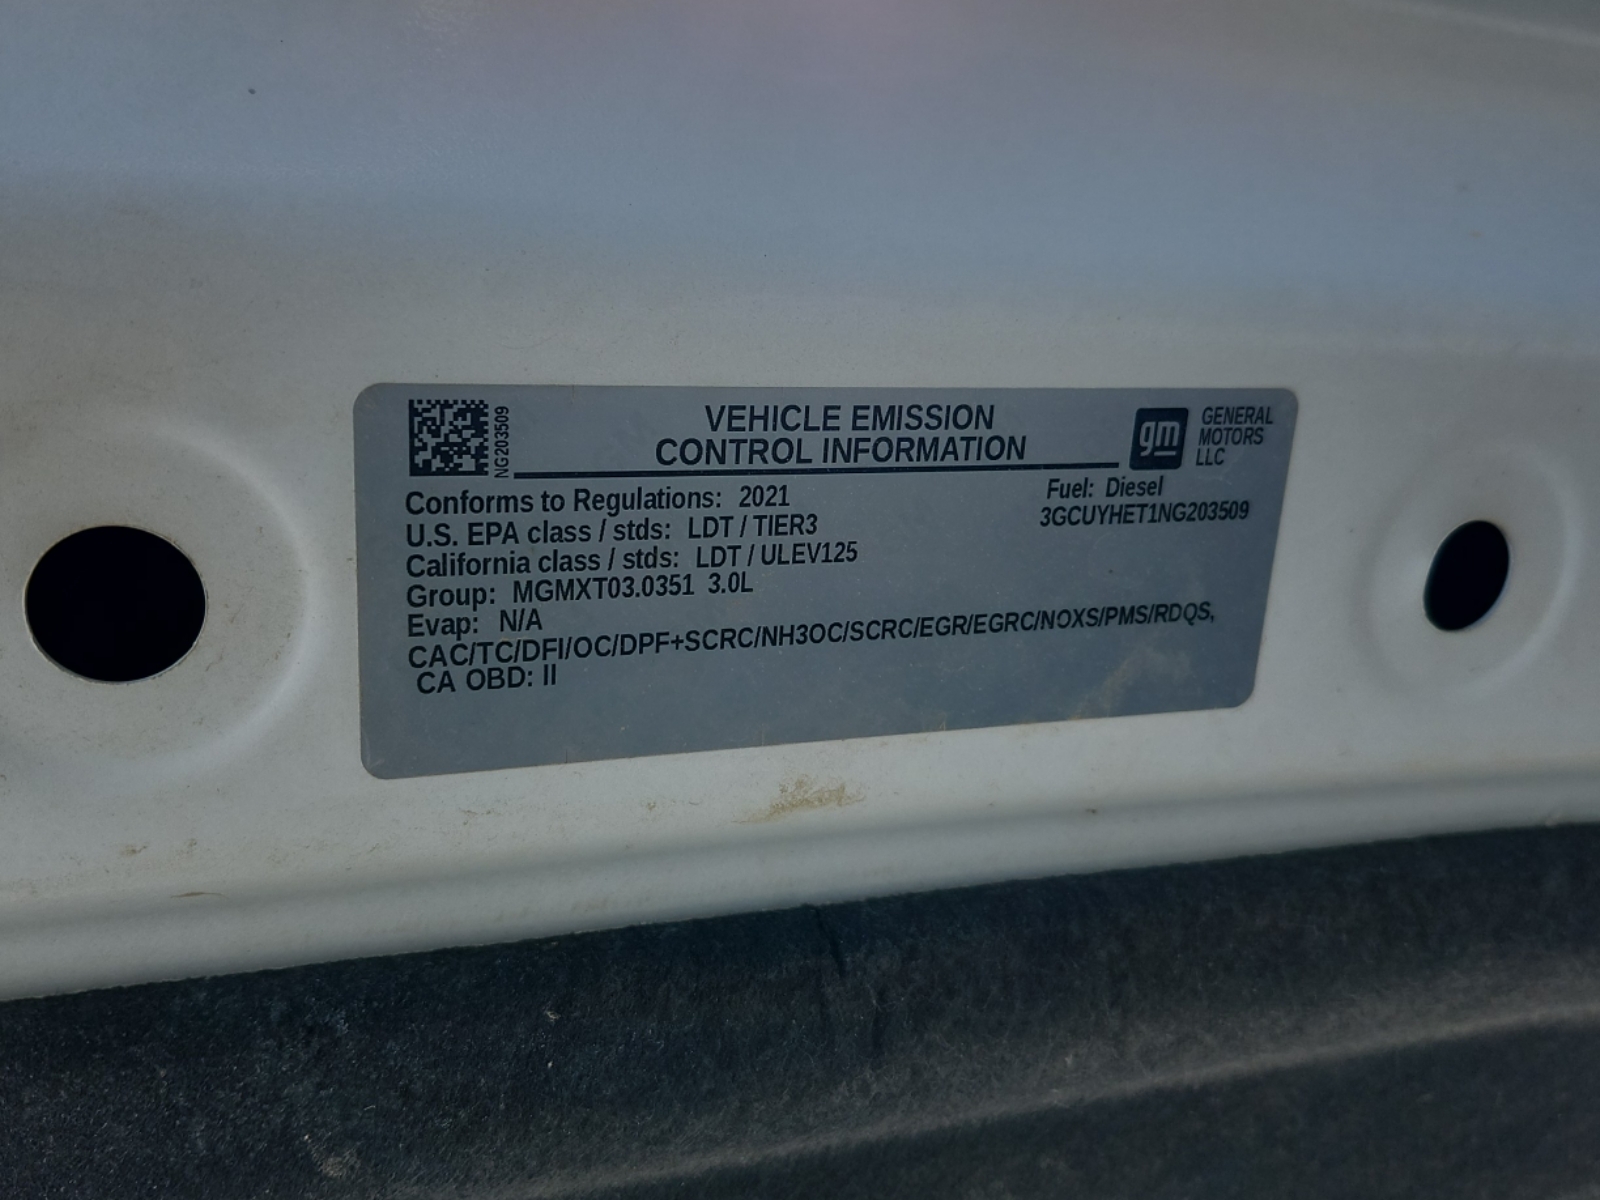 NG203509
VEHICLE EMISSION
CONTROL INFORMATION
gm
GENERAL
MOTORS
LLC
Conforms to Regulations: 2021
U.S. EPA class / stds: LDT / TIER3
California class / stds: LDT / ULEV125
Group: MGMXT03.0351 3.0L
Evap: N/A
Fuel: Diesel
3GCUYHET1NG203509
CAC/TC/DFI/OC/DPF+SCRC/NH3OC/SCRC/EGR/EGRC/NOXS/PMS/RDQS,
CA OBD: II